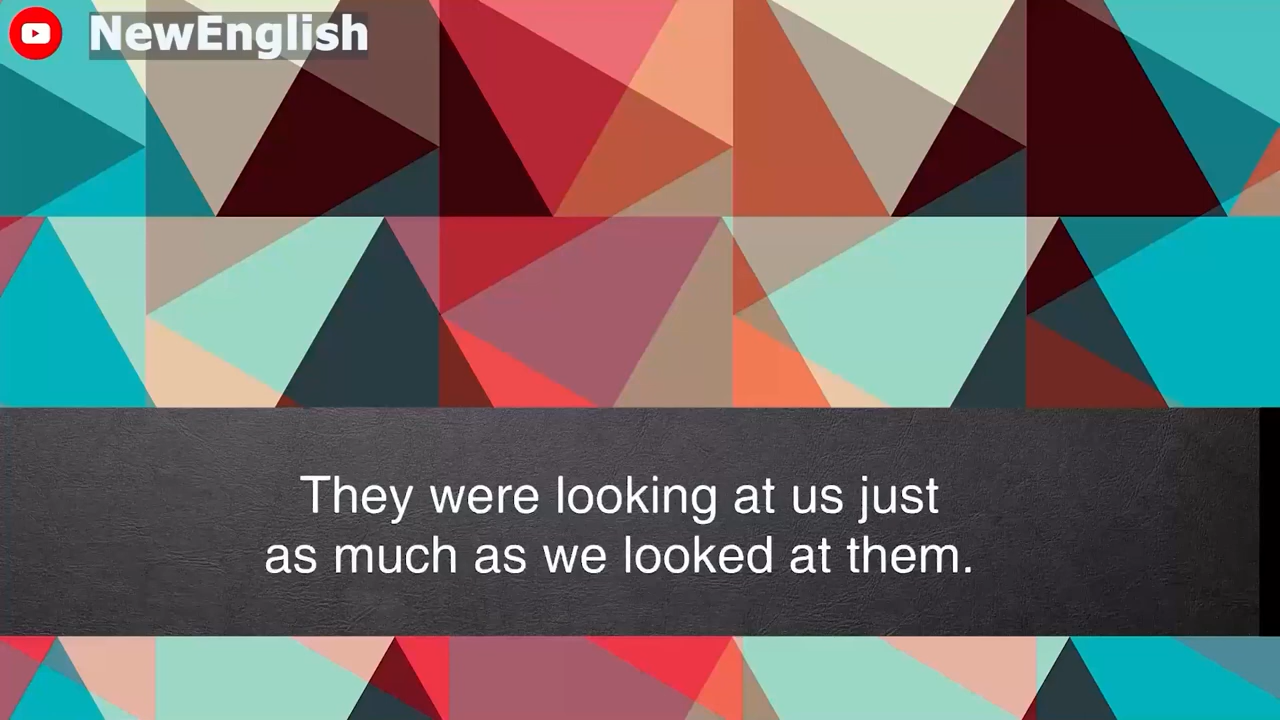 NewEnglish
They were looking at us just
as much as we looked at them.